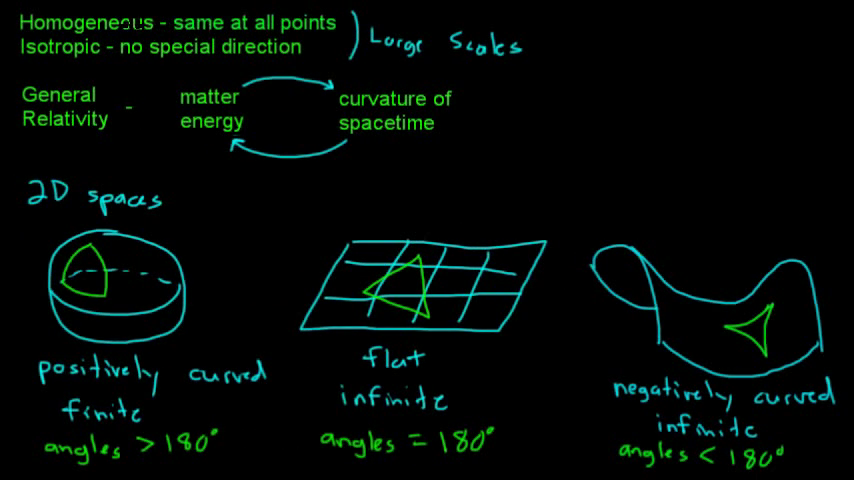 Homogeneous - same at all points
Isotropic - no special direction
Large Scales
General
Relativity
-
matter
energy
curvature of
spacetime
2D spaces
positively curved
finite
angles > 180°
flat
infinite
angles = 180°
negatively curved
infinite
angles < 180°